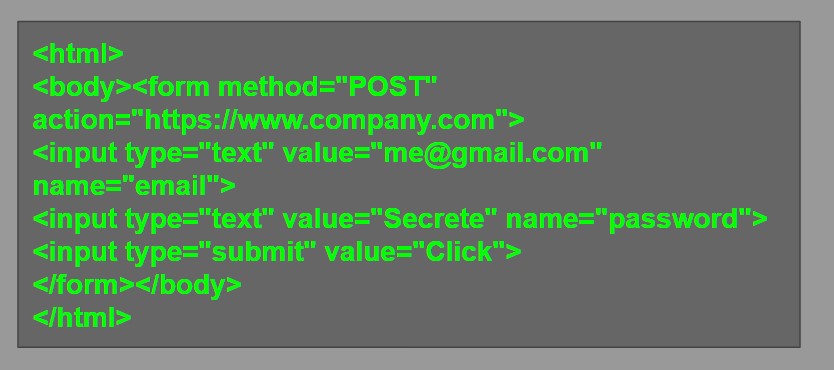 <html>
<body><form method="POST"
action="https://www.company.com">
<input type="text" value="me@gmail.com"
name="email">
<input type="text" value="Secrete" name="password">
<input type="submit" value="Click">
</form></body>
</html>